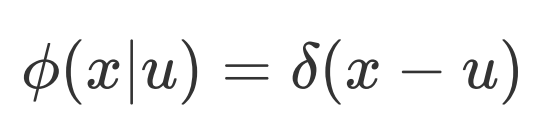 ϕ(x|u) = δ(x − u)